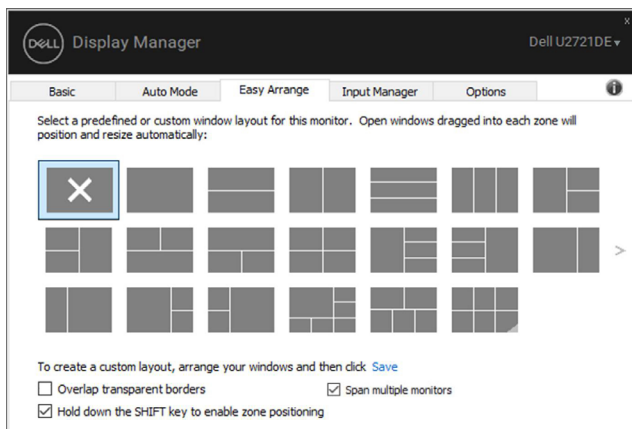 x
DELL Display Manager
Dell U2721DE
Basic Auto Mode Easy Arrange Input Manager Options
Select a predefined or custom window layout for this monitor. Open windows dragged into each zone will
position and resize automatically:
To create a custom layout, arrange your windows and then click Save
Overlap transparent borders Span multiple monitors
Hold down the SHIFT key to enable zone positioning